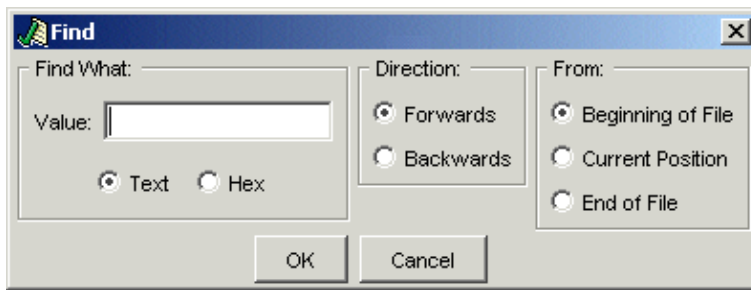 Find
Find What:
Value:
Text Hex
Direction:
Forwards
Backwards
From:
Beginning of File
Current Position
End of File
OK Cancel